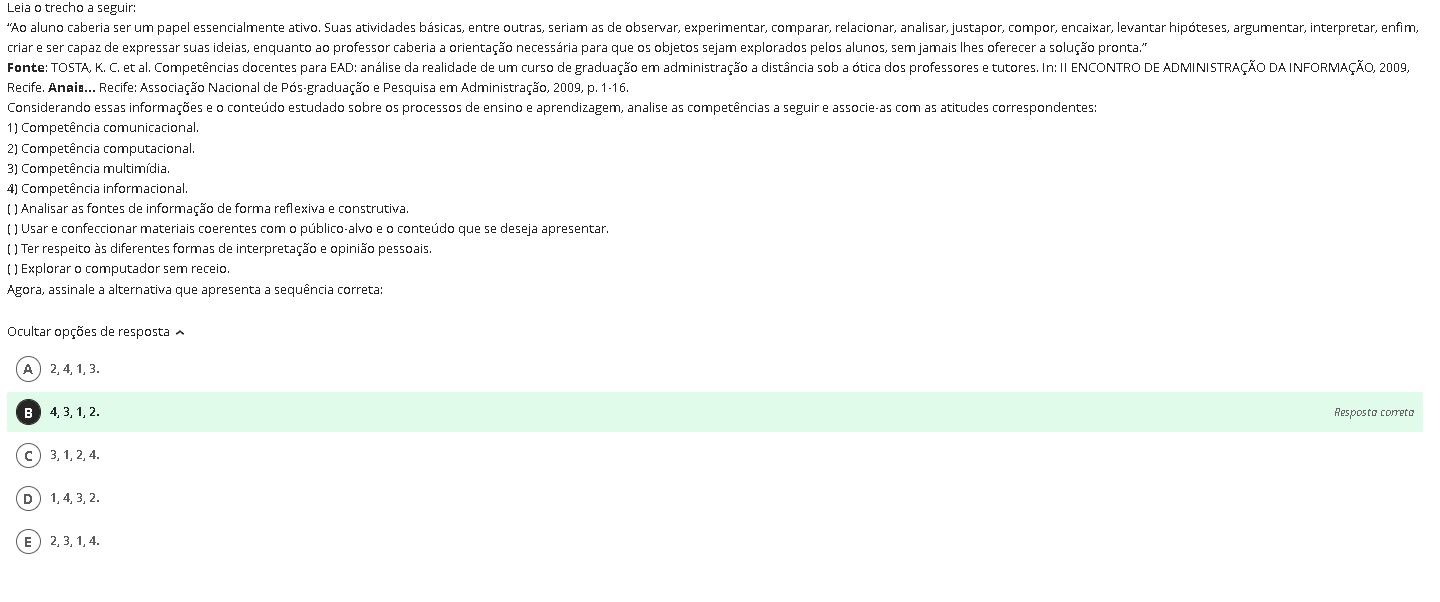 Leia o trecho a seguir:
“Ao aluno caberia ser um papel essencialmente ativo. Suas atividades básicas, entre outras, seriam as de observar, experimentar, comparar, relacionar, analisar, justapor, compor, encaixar, levantar hipóteses, argumentar, interpretar, enfim,
criar e ser capaz de expressar suas ideias, enquanto ao professor caberia a orientação necessária para que os objetos sejam explorados pelos alunos, sem jamais lhes oferecer a solução pronta.”
Fonte: TOSTA, K. C. et al. Competências docentes para EAD: análise da realidade de um curso de graduação em administração a distância sob a ótica dos professores e tutores. In: II ENCONTRO DE ADMINISTRAÇÃO DA INFORMAÇÃO, 2009,
Recife. Anais... Recife: Associação Nacional de Pós-graduação e Pesquisa em Administração, 2009, p. 1-16.
Considerando essas informações e o conteúdo estudado sobre os processos de ensino e aprendizagem, analise as competências a seguir e associe-as com as atitudes correspondentes:
1) Competência comunicacional.
2) Competência computacional.
3) Competência multimídia.
4) Competência informacional.
( ) Analisar as fontes de informação de forma reflexiva e construtiva.
( ) Usar e confeccionar materiais coerentes com o público-alvo e o conteúdo que se deseja apresentar.
( ) Ter respeito às diferentes formas de interpretação e opinião pessoais.
( ) Explorar o computador sem receio.
Agora, assinale a alternativa que apresenta a sequência correta:
Ocultar opções de resposta
A 2, 4, 1, 3.
B 4, 3, 1, 2. Resposta correta
C 3, 1, 2, 4.
D 1, 4, 3, 2.
E 2, 3, 1, 4.